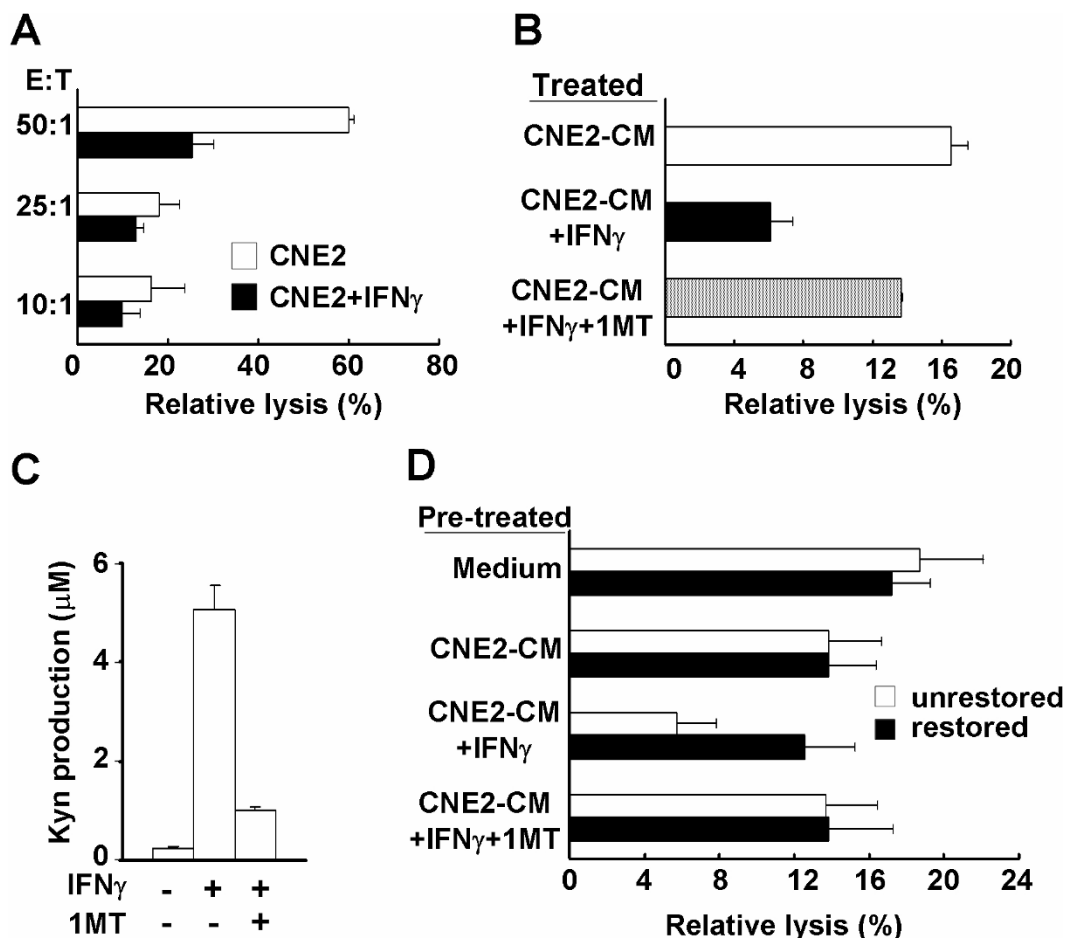 A
E:T
50:1
25:1
10:1
CNE2
CNE2+IFNγ
0 20 40 60 80
Relative lysis (%)
B
Treated
CNE2-CM
CNE2-CM
+IFNγ
CNE2-CM
+IFNγ+1MT
0 4 6 12 16 20
Relative lysis (%)
C
Kyn production (μM)
6
4
2
0
IFNγ - + +
1MT - - +
D
Pre-treated
Medium
CNE2-CM
CNE2-CM
+IFNγ
CNE2-CM
+IFNγ+1MT
unrestored
restored
0 4 8 12 16 20 24
Relative lysis (%)